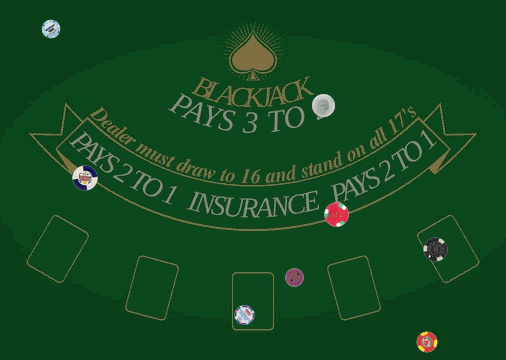 BLACKJACK
PAYS 3 TO
Dealer must draw to 16 and stand on all 17's
PAYS 2 TO 1 INSURANCE PAYS 2 TO 1